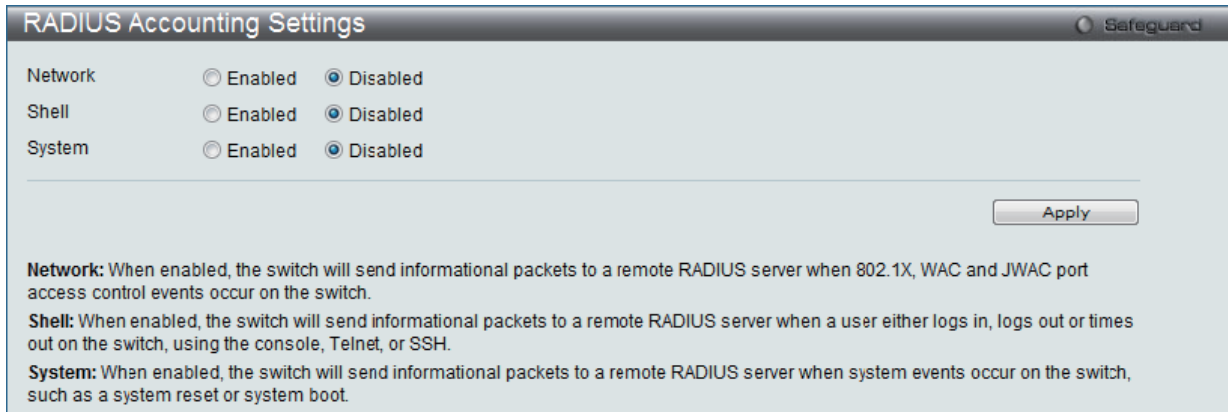 RADIUS Accounting Settings
Safeguard
Network Enabled Disabled
Shell Enabled Disabled
System Enabled Disabled
Apply
Network: When enabled, the switch will send informational packets to a remote RADIUS server when 802.1X, WAC and JWAC port
access control events occur on the switch.
Shell: When enabled, the switch will send informational packets to a remote RADIUS server when a user either logs in, logs out or times
out on the switch, using the console, Telnet, or SSH.
System: When enabled, the switch will send informational packets to a remote RADIUS server when system events occur on the switch,
such as a system reset or system boot.